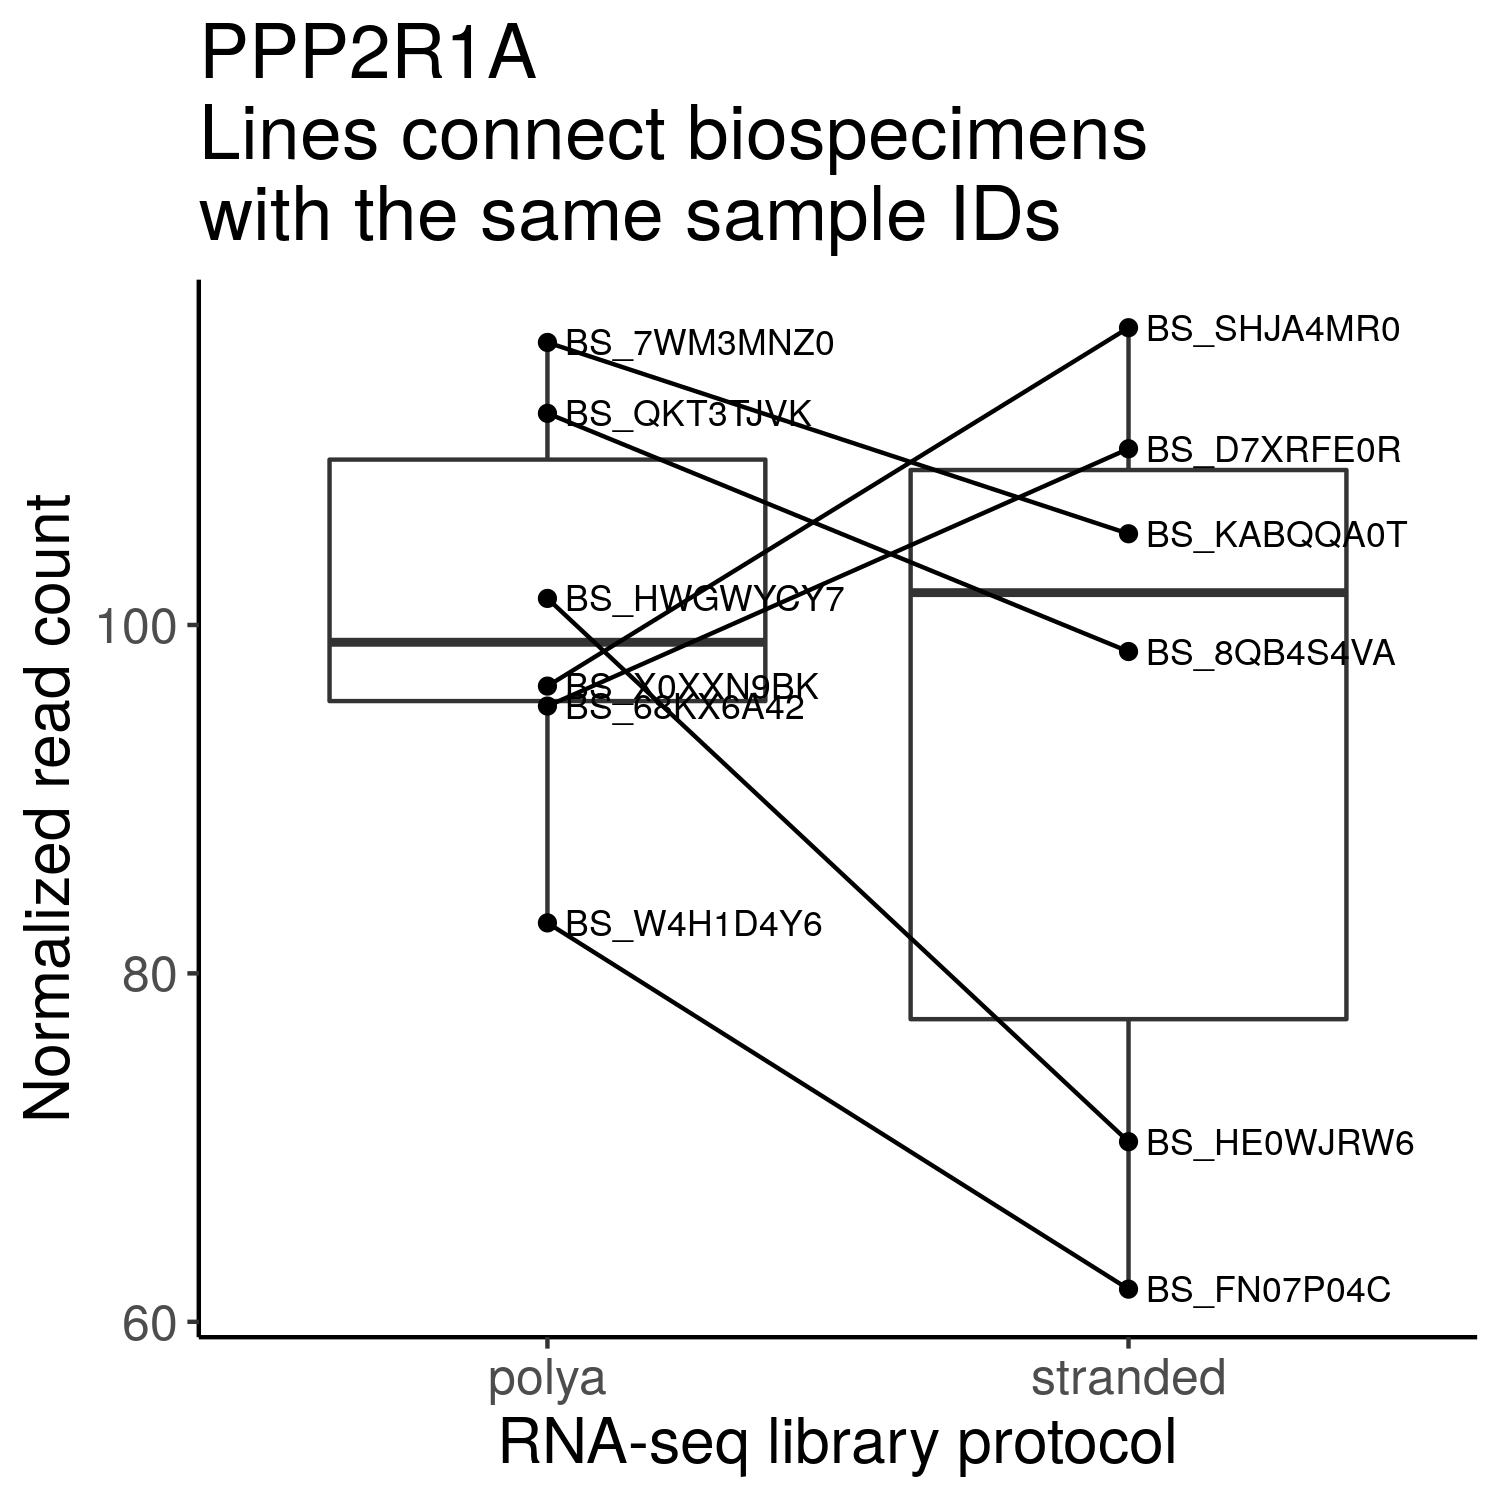 PPP2R1A
Lines connect biospecimens
with the same sample IDs
Normalized read count
100
80
60
BS_7WM3MNZ0
BS_QKT3TJVK
BS_HWGWYCY7
BS_X0XXN9BK
BS_68KX6A42
BS_W4H1D4Y6
BS_SHJA4MR0
BS_D7XRFE0R
BS_KABQQA0T
BS_8QB4S4VA
BS_HE0WJRW6
BS_FN07P04C
polya
stranded
RNA-seq library protocol